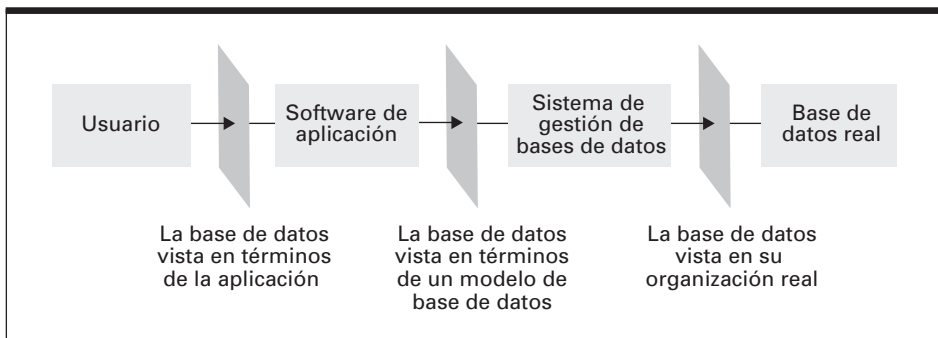 Usuario
Software de
aplicación
Sistema de
gestión de
bases de datos
Base de
datos real
La base de datos
vista en términos
de la aplicación
La base de datos
vista en términos
de un modelo de
base de datos
La base de datos
vista en su
organización real